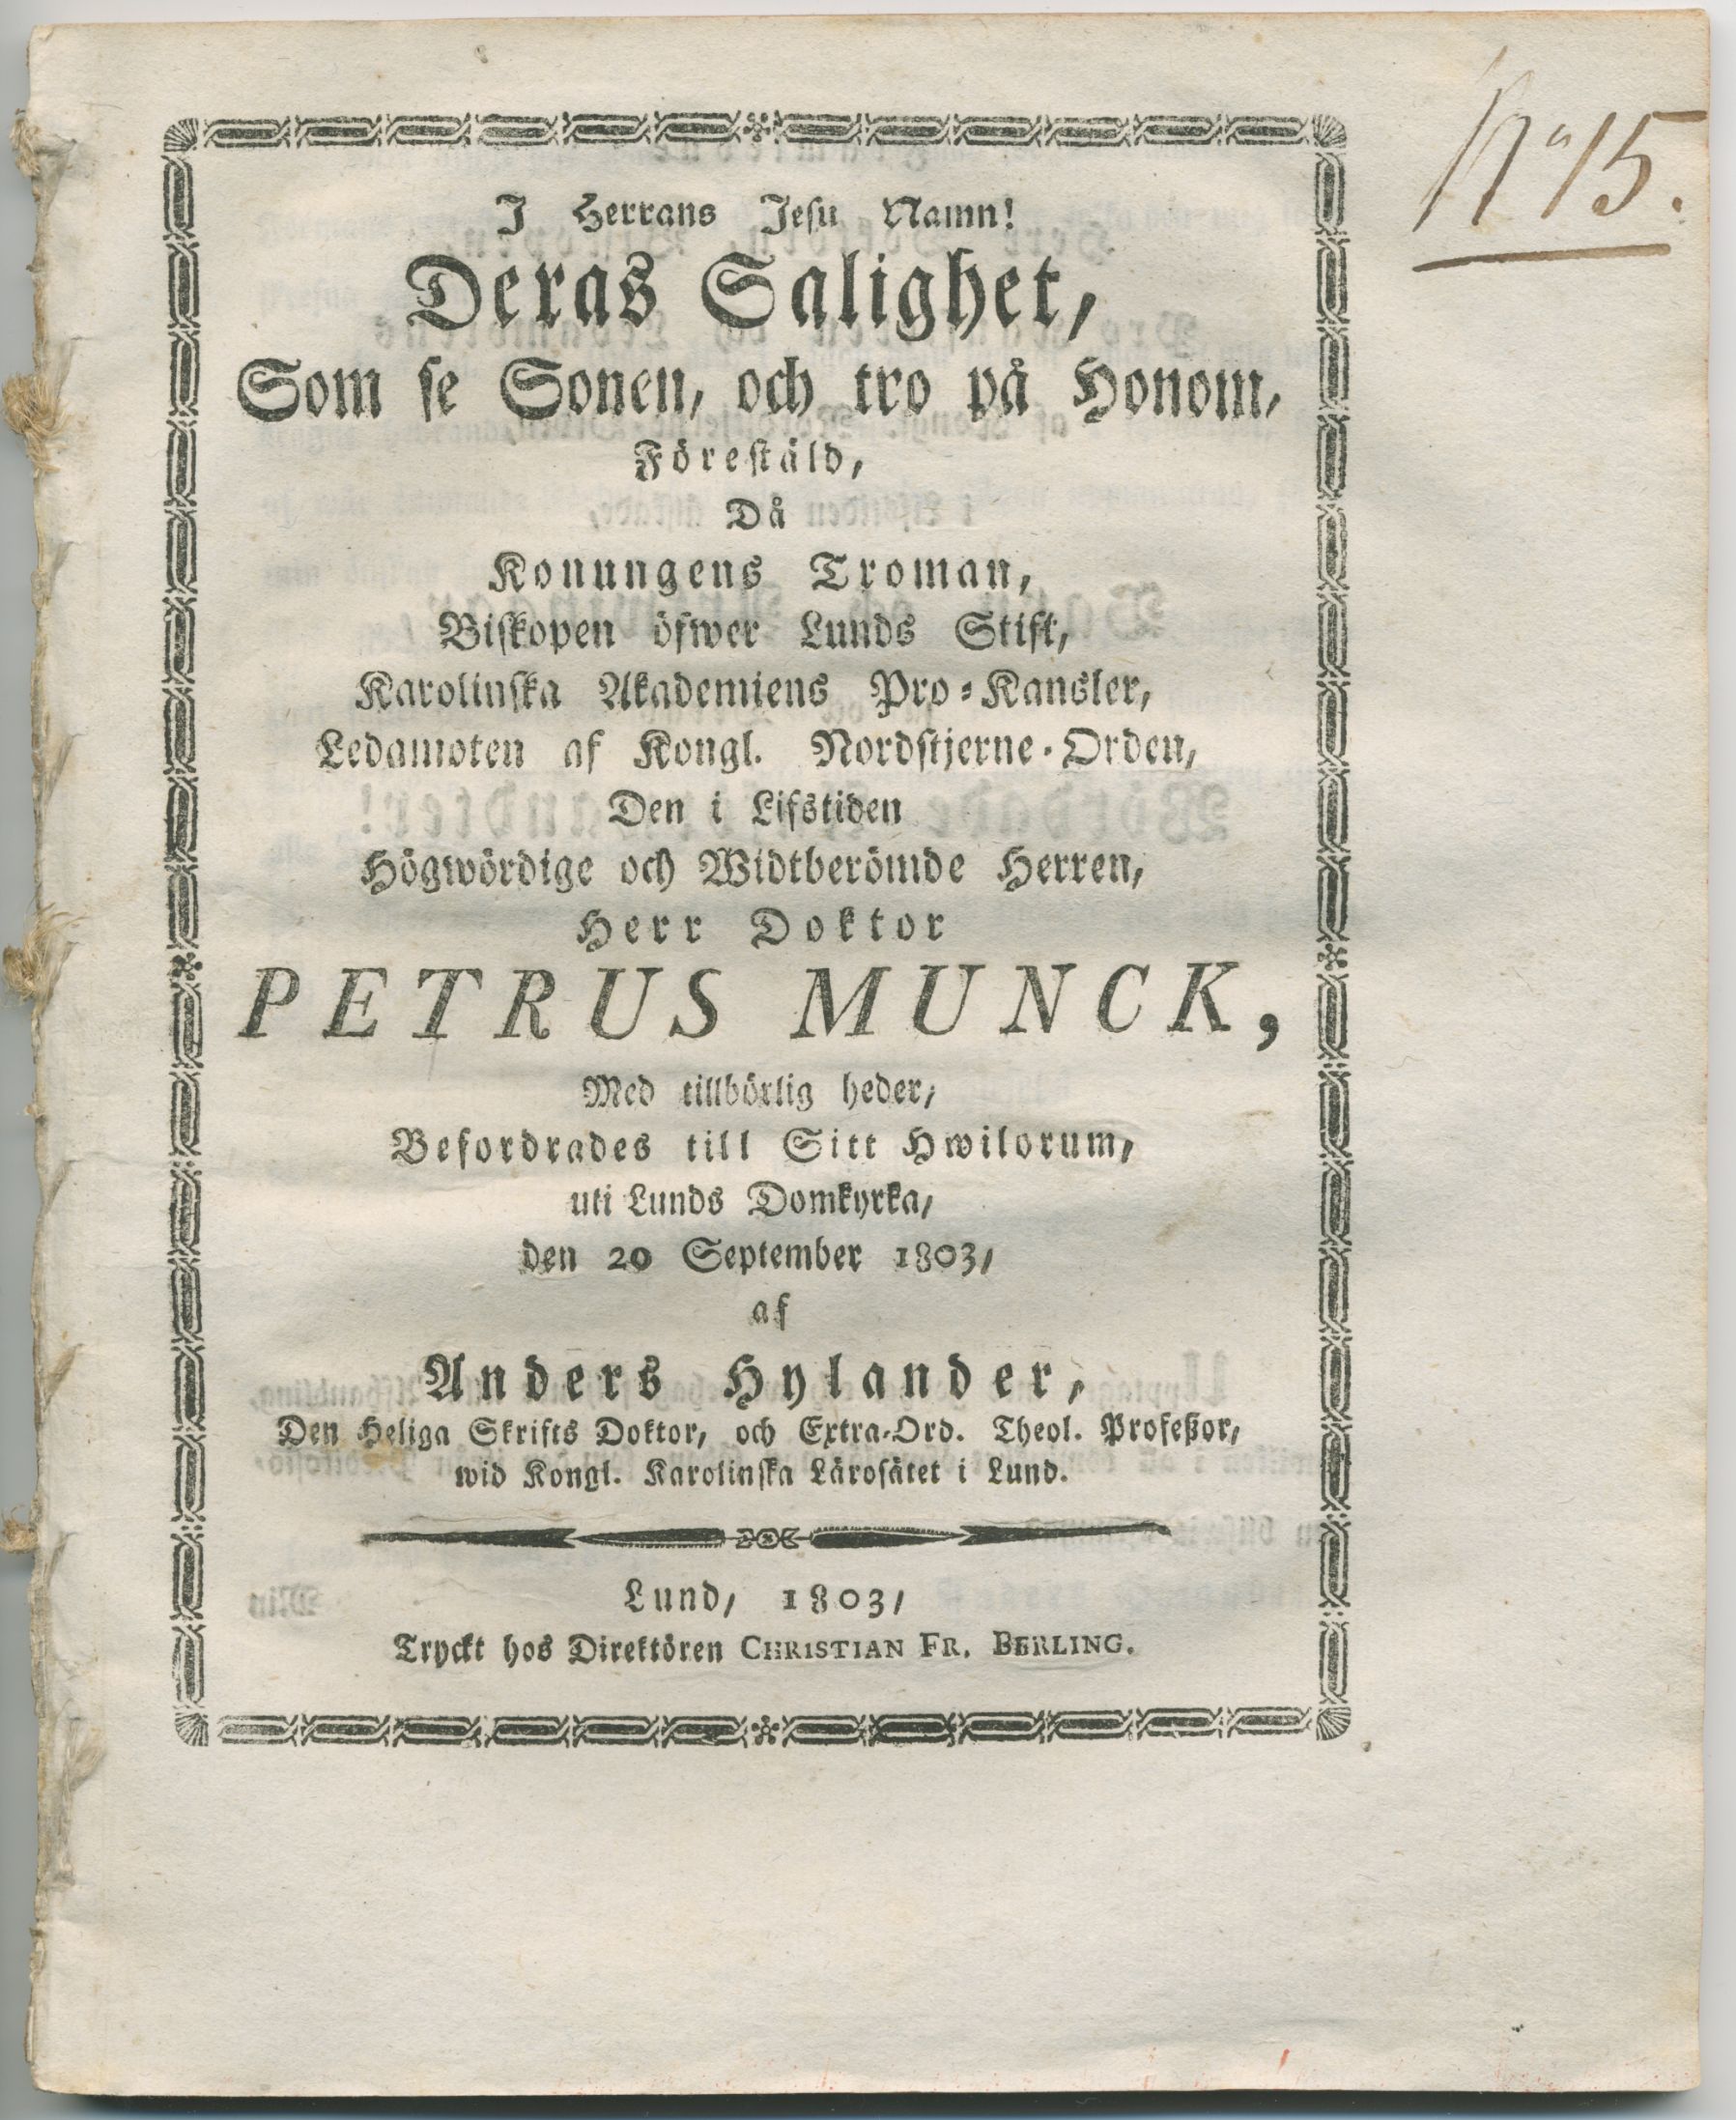 No 15.
I Herrans Jesu Namn!
Deras Salighet,
Som se Sonen, och tro på Honom,
Förestäld,
Då
Konungens Troman,
Biskopen öfwer Lunds Stift,
Karolinska Akademiens Pro-Kansler,
Ledamoten af Kongl. Nordstjerne-Orden,
Den i Lifstiden
Högwördige och Widtberömde Herren,
Herr Doktor
PETRUS MUNCK,
Med tillbörlig heder,
Befordrades till Sitt Hwilorum,
uti Lunds Domkyrka,
den 20 September 1803,
af
Anders Hylander,
Den Heliga Skrifts Doktor, och Extra-Ord. Theol. Profeßor,
wid Kongl. Karolinska Lärosätet i Lund.
Lund, 1803,
Tryckt hos Direktören CHRISTIAN FR. BERLING.